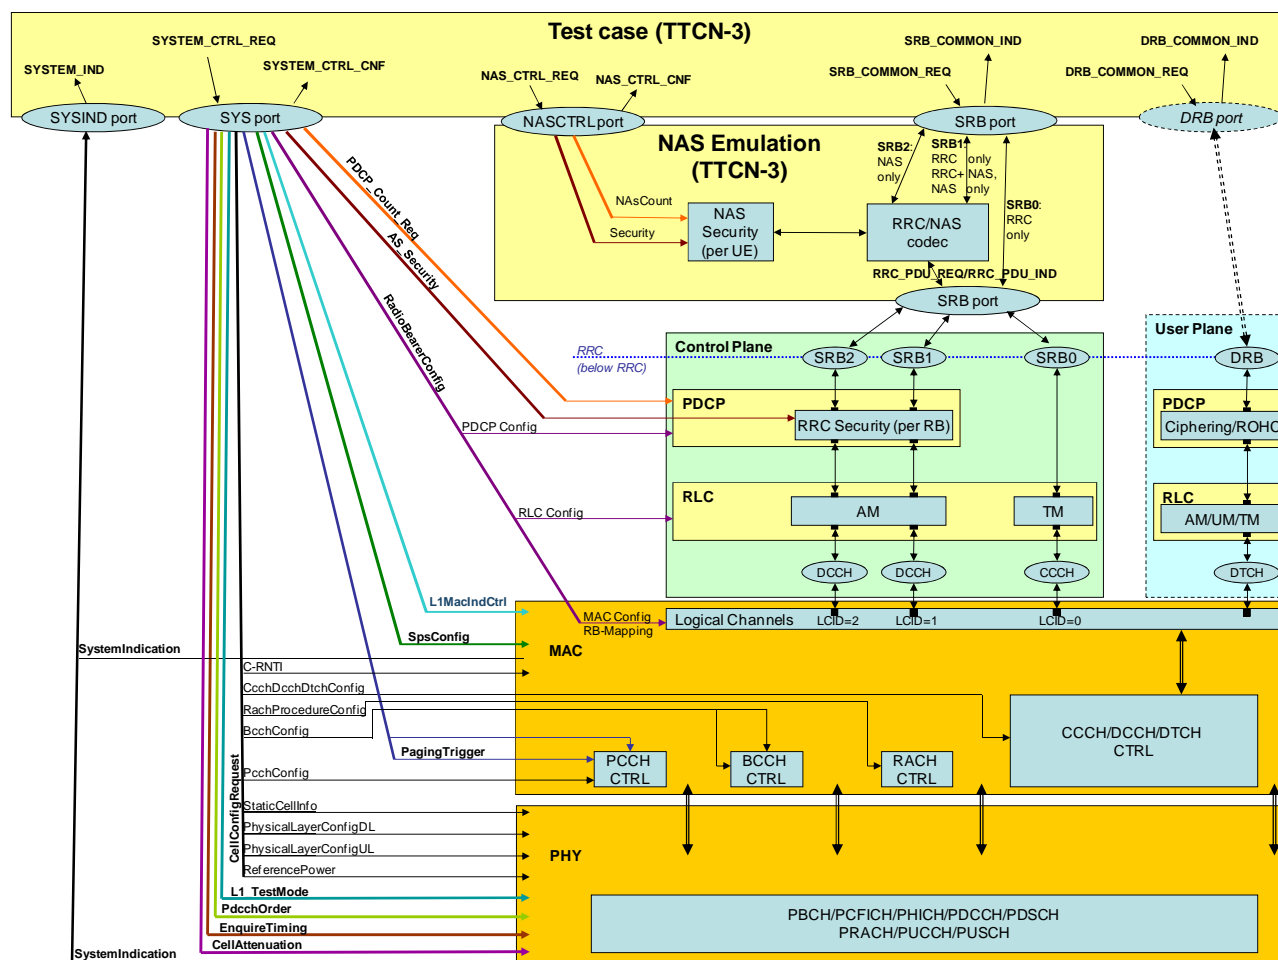 Test case (TTCN-3)
SYSTEM_CTRL_REQ
SYSTEM_IND
SYSTEM_CTRL_CNF
NAS_CTRL_REQ
NAS_CTRL_CNF
SRB_COMMON_IND
SRB_COMMON_REQ
DRB_COMMON_IND
DRB_COMMON_REQ
SYSIND port
SYS port
NASCTRL port
SRB port
DRB port
NAS Emulation
(TTCN-3)
SRB2:
NAS
only
SRB1:
RRC only
RRC+ NAS,
NAS only
SRB0:
RRC
only
PDCP_Count_Req
AS_Security
NAsCount
Security
NAS
Security
(per UE)
RRC/NAS
codec
RRC_PDU_REQ/RRC_PDU_IND
SRB port
RadioBearerConfig
Control Plane
User Plane
RRC
(below RRC)
SRB2
SRB1
SRB0
DRB
PDCP
RRC Security (per RB)
PDCP
Ciphering/ROHC
PDCP Config
RLC
AM
TM
RLC
AM/UM/TM
RLC Config
DCCH
DCCH
CCCH
DTCH
L1MacIndCtrl
MAC Config
RB-Mapping
Logical Channels
LCID=2
LCID=1
LCID=0
SpsConfig
MAC
SystemIndication
C-RNTI
CcchDcchDtchConfig
RachProcedureConfig
BcchConfig
PagingTrigger
PcchConfig
PCCH
CTRL
BCCH
CTRL
RACH
CTRL
CCCH/DCCH/DTCH
CTRL
CellConfigRequest
StaticCellInfo
PhysicalLayerConfigDL
PhysicalLayerConfigUL
ReferencePower
PHY
L1_TestMode
PdcchOrder
EnquireTiming
CellAttenuation
PBCH/PCFICH/PHICH/PDCCH/PDSCH
PRACH/PUCCH/PUSCH
SystemIndication